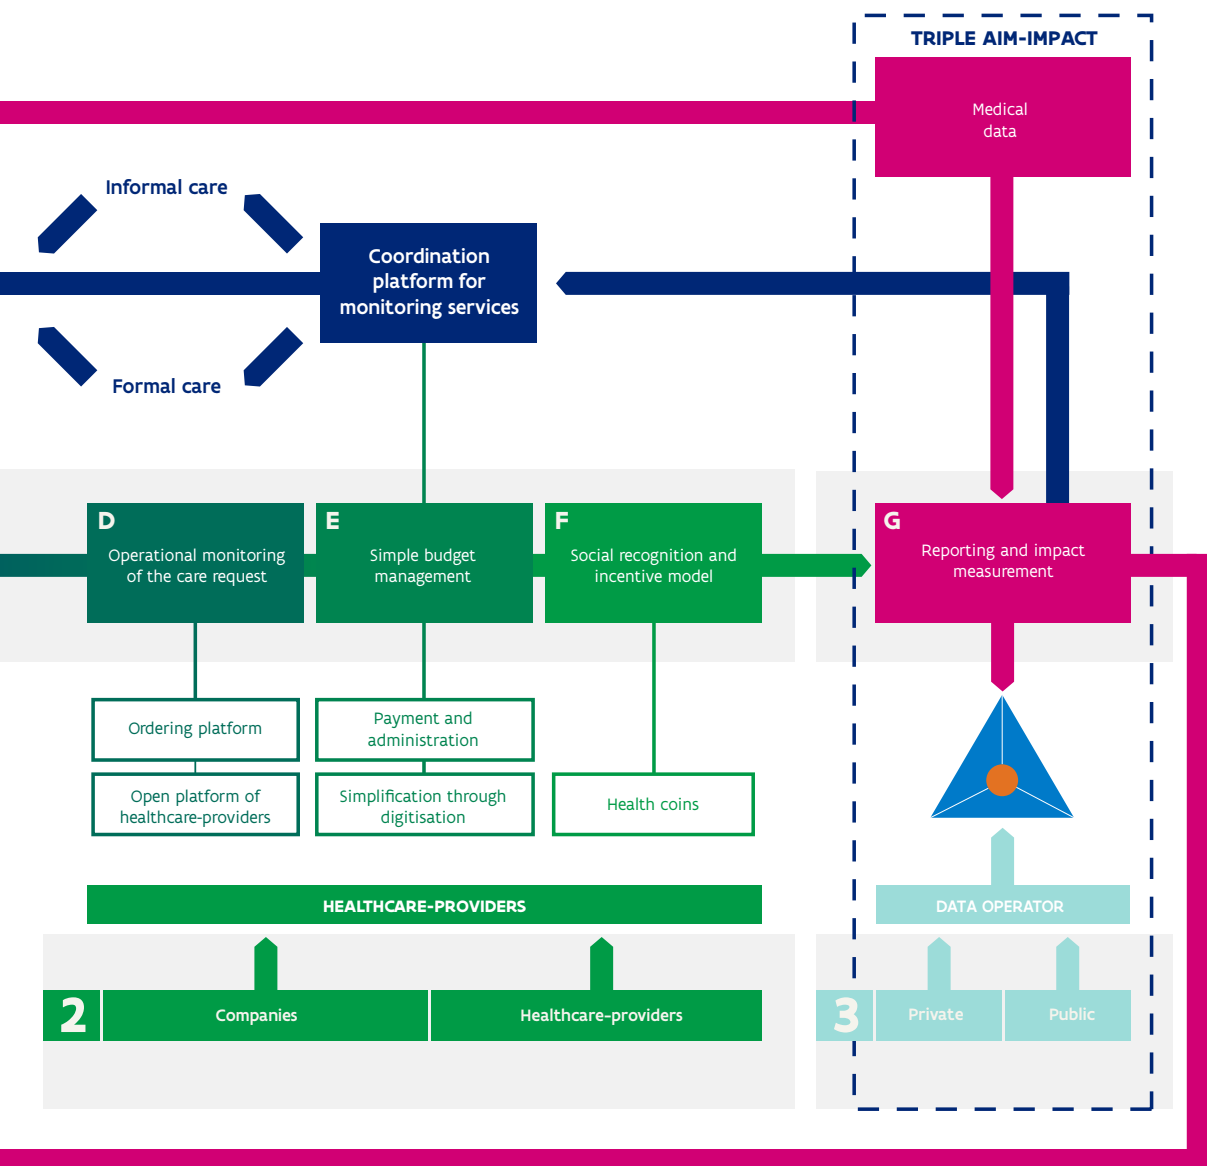 TRIPLE AIM-IMPACT
Medical
data
Informal care
Coordination
platform for
monitoring services
Formal care
D
Operational monitoring
of the care request
E
Simple budget
management
F
Social recognition and
incentive model
G
Reporting and impact
measurement
Ordering platform
Open platform of
healthcare-providers
Payment and
administration
Simplification through
digitisation
Health coins
HEALTHCARE-PROVIDERS
DATA OPERATOR
2
Companies
Healthcare-providers
3
Private
Public